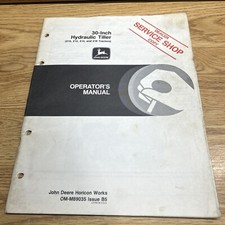 30-Inch
Hydraulic Tiller
SERVICE SHOP
OPERATOR'S
MANUAL
John Deere Horicon Works
OM-M89035 Issue B5